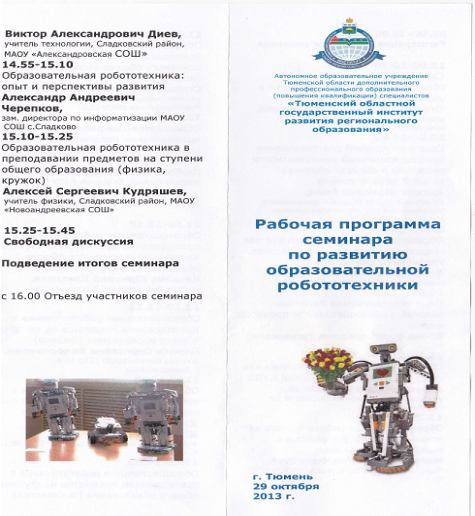 Виктор Александрович Диев,
учитель технологии, Сладковский район,
МАОУ «Александровская СОШ»
14.55-15.10
Образовательная робототехника:
опыт и перспективы развития
Александр Андреевич
Черепков,
зам. директора по информатизации МАОУ
СОШ с.Сладково
15.10-15.25
Образовательная робототехника в
преподавании предметов на ступени
общего образования (физика,
кружок)
Алексей Сергеевич Кудряшев,
учитель физики, Сладковский район, МАОУ
«Новоандреевская СОШ»
15.25-15.45
Свободная дискуссия
Подведение итогов семинара
с 16.00 Отъезд участников семинара
Автономное образовательное учреждение
Тюменской области дополнительного
профессионального образования
(повышения квалификации) специалистов
«Тюменский областной
государственный институт
развития регионального
образования»
Рабочая программа
семинара
по развитию
образовательной
робототехники
г. Тюмень
29 октября
2013 г.